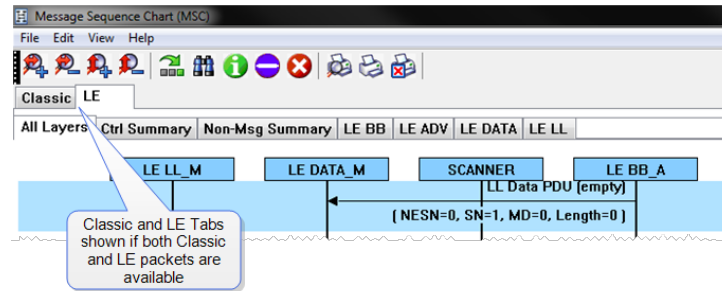 Message Sequence Chart (MSC)
File Edit View Help
Classic LE
All Layers Ctrl Summary Non-Msg Summary LE BB LE ADV LE DATA LE LL
LE LL_M LE DATA_M SCANNER LE BB_A
LL Data PDU (empty)
( NESN=0, SN=1, MD=0, Length=0 )
Classic and LE Tabs
shown if both Classic
and LE packets are
available